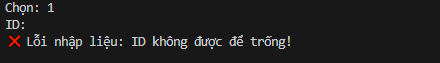 Chọn: 1
ID:
❌ Lỗi nhập liệu: ID không được để trống!